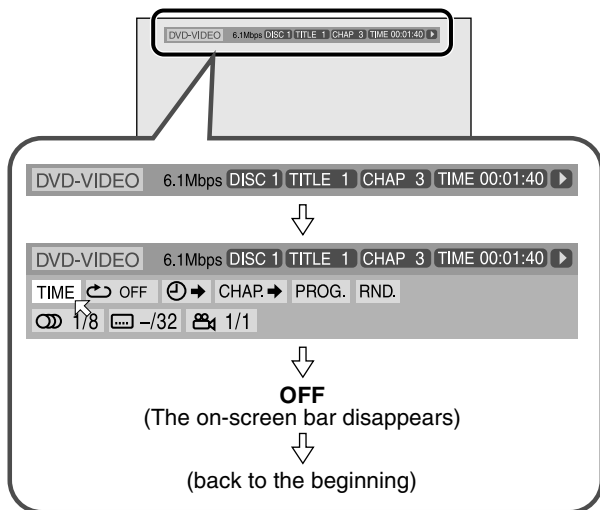 DVD-VIDEO 6.1Mbps DISC 1 TITLE 1 CHAP 3 TIME 00:01:40
DVD-VIDEO 6.1Mbps DISC 1 TITLE 1 CHAP 3 TIME 00:01:40
DVD-VIDEO 6.1Mbps DISC 1 TITLE 1 CHAP 3 TIME 00:01:40
TIME OFF CHAP. PROG. RND.
1/8 –/32 1/1
OFF
(The on-screen bar disappears)
(back to the beginning)